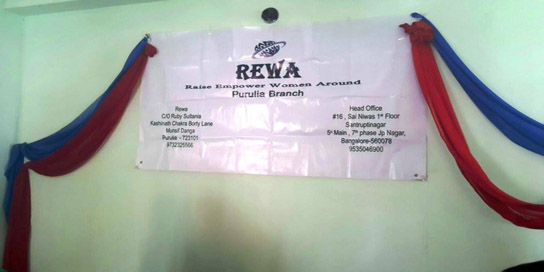 REWA
Raise Empower Women Around
Purulia Branch
Rewa
C/O Ruby Sultania
Kashinath Chakra Borty Lane
Munsif Danga
Purulia - 723101
9732325566
Head Office
#16 , Sai Niwas 1st Floor
Santruptinagar
5th Main , 7th phase Jp Nagar,
Bangalore-560078
9535046900